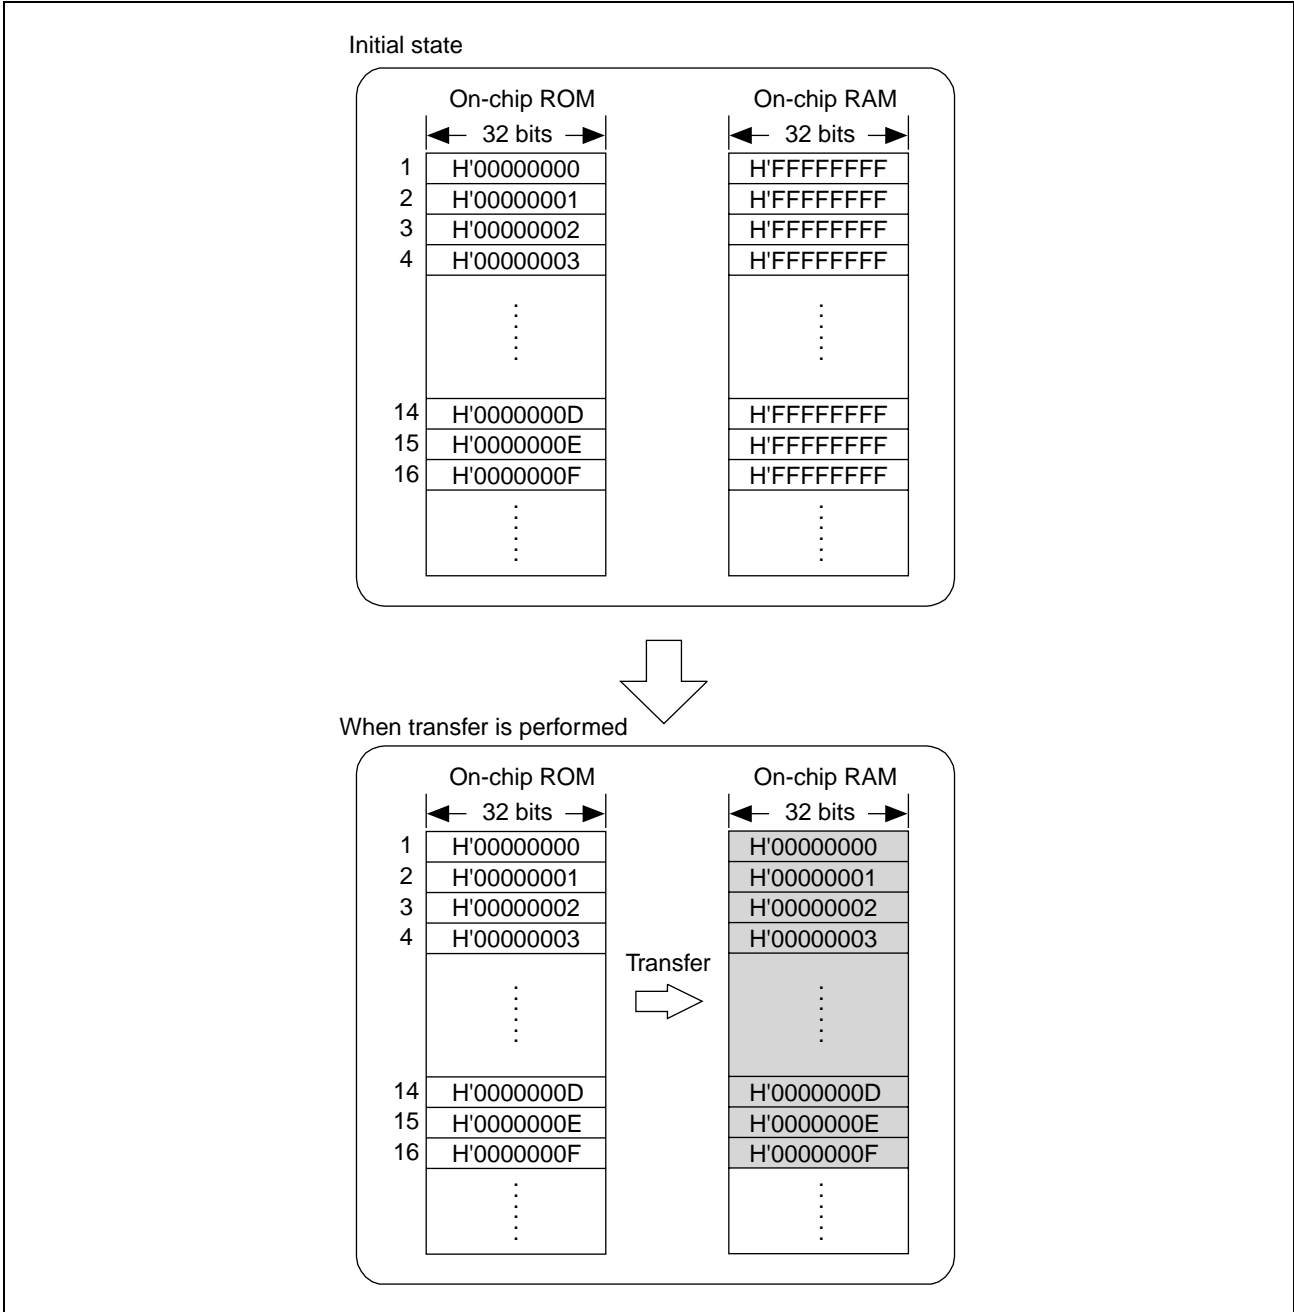 Initial state
On-chip ROM On-chip RAM
32 bits 32 bits
1 H'00000000 H'FFFFFFFF
2 H'00000001 H'FFFFFFFF
3 H'00000002 H'FFFFFFFF
4 H'00000003 H'FFFFFFFF
14 H'0000000D H'FFFFFFFF
15 H'0000000E H'FFFFFFFF
16 H'0000000F H'FFFFFFFF
When transfer is performed
On-chip ROM On-chip RAM
32 bits 32 bits
1 H'00000000 H'00000000
2 H'00000001 H'00000001
3 H'00000002 H'00000002
4 H'00000003 H'00000003
Transfer
14 H'0000000D H'0000000D
15 H'0000000E H'0000000E
16 H'0000000F H'0000000F